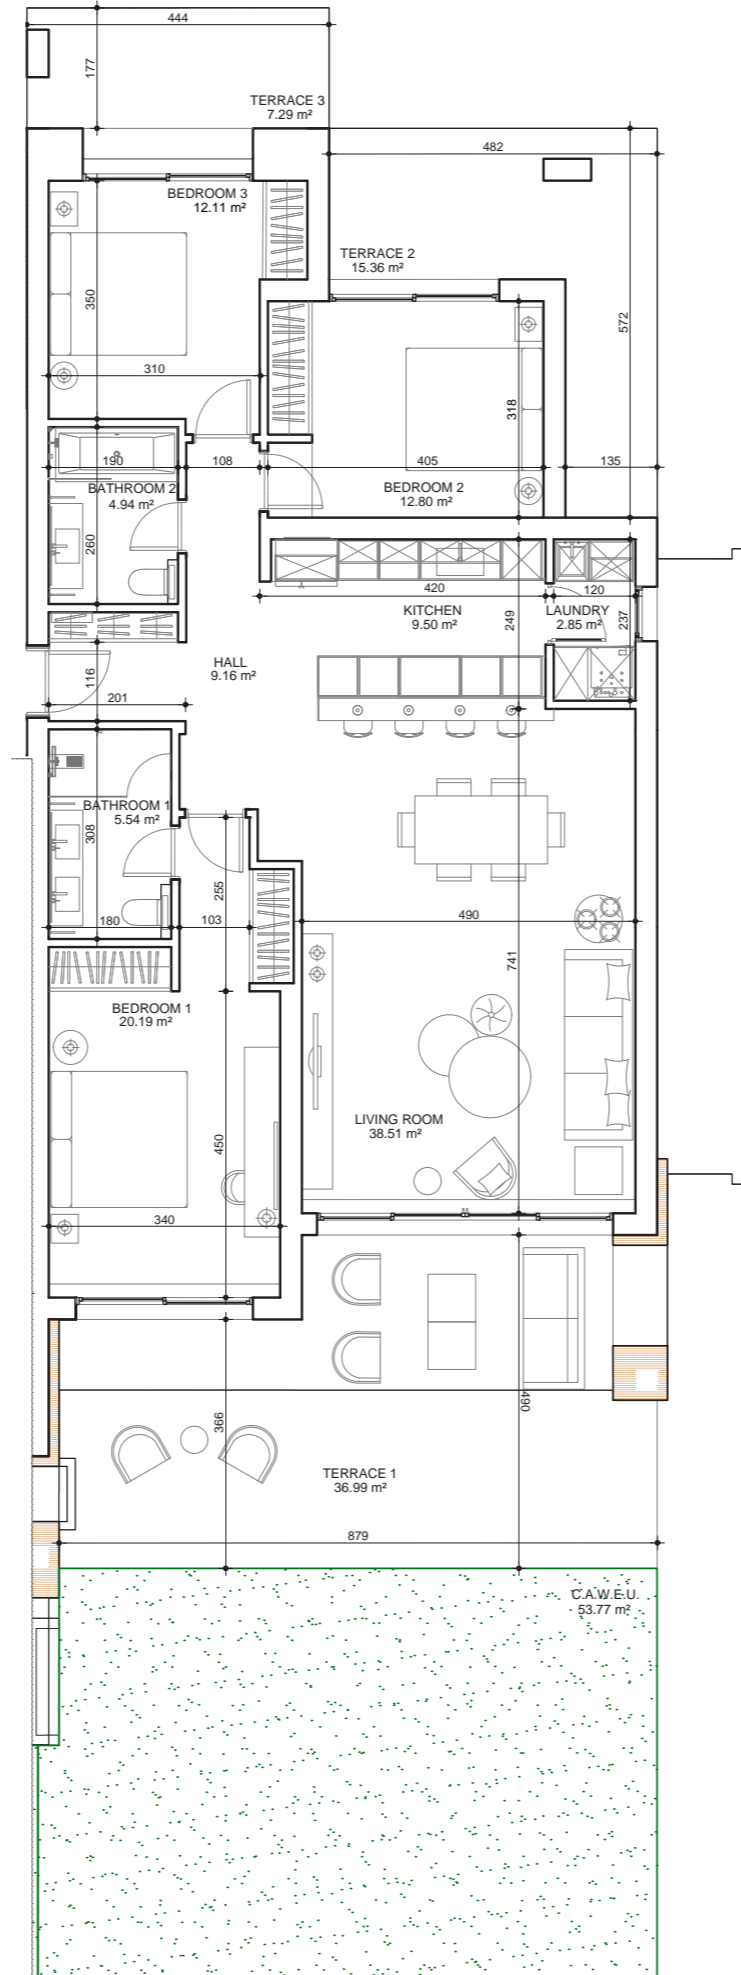 444
177
TERRACE 3
7.29 m²
482
BEDROOM 3
12.11 m²
TERRACE 2
15.36 m²
350
572
310
318
190
108
405
135
BATHROOM 2
4.94 m²
BEDROOM 2
12.80 m²
260
420
120
KITCHEN
9.50 m²
249
LAUNDRY
2.85 m²
237
HALL
9.16 m²
116
201
BATHROOM 1
5.54 m²
308
255
180
103
490
741
BEDROOM 1
20.19 m²
LIVING ROOM
38.51 m²
450
340
366
490
TERRACE 1
36.99 m²
879
C.A.W.E.U.
53.77 m²